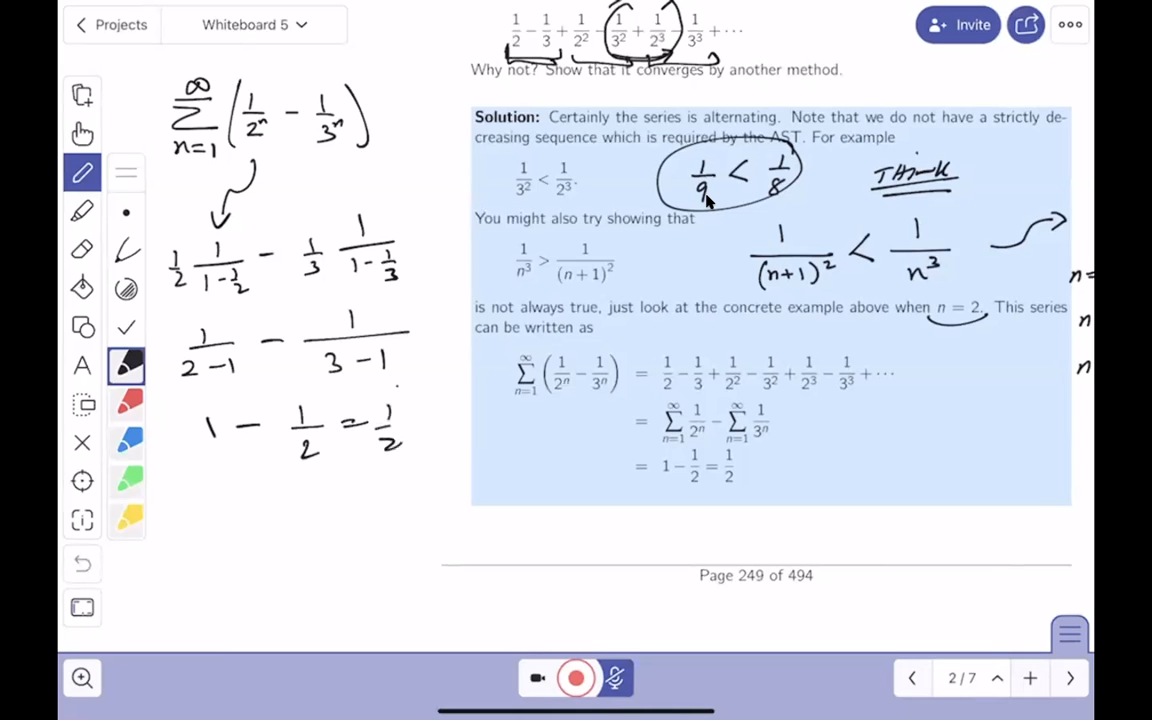 Projects
Whiteboard 5
Invite
1/2 − 1/3 + 1/2² − 1/3² + 1/2³ − 1/3³ + ⋯
Why not? Show that it converges by another method.
∞
∑ (1/2ⁿ − 1/3ⁿ)
n=1
1/2 1/(1−1/2) − 1/3 1/(1−1/3)
1/(2−1) − 1/(3−1)
1 − 1/2 = 1/2
Solution: Certainly the series is alternating. Note that we do not have a strictly de-
creasing sequence which is required by the AST. For example
1/3² < 1/2³.
1/9 < 1/8
THINK
You might also try showing that
1/n³ > 1/(n+1)²
1/(n+1)² < 1/n³
n=
n
n
is not always true, just look at the concrete example above when n = 2. This series
can be written as
∞
∑ (1/2ⁿ − 1/3ⁿ) = 1/2 − 1/3 + 1/2² − 1/3² + 1/2³ − 1/3³ + ⋯
n=1
∞ ∞
= ∑ 1/2ⁿ − ∑ 1/3ⁿ
n=1 n=1
= 1 − 1/2 = 1/2
Page 249 of 494
A
2/7